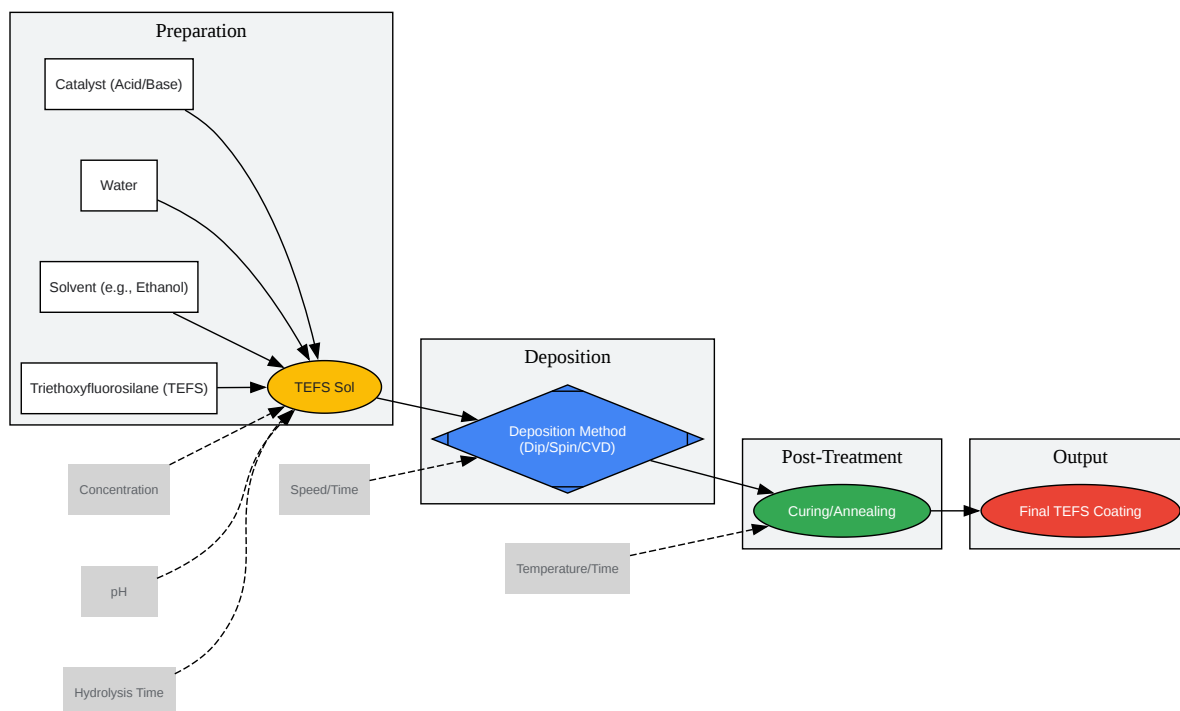 Preparation
Catalyst (Acid/Base)
Water
Solvent (e.g., Ethanol)
Triethoxyfluorosilane (TEFS)
TEFS Sol
Concentration
pH
Hydrolysis Time
Deposition
Deposition Method
(Dip/Spin/CVD)
Speed/Time
Post-Treatment
Curing/Annealing
Temperature/Time
Output
Final TEFS Coating